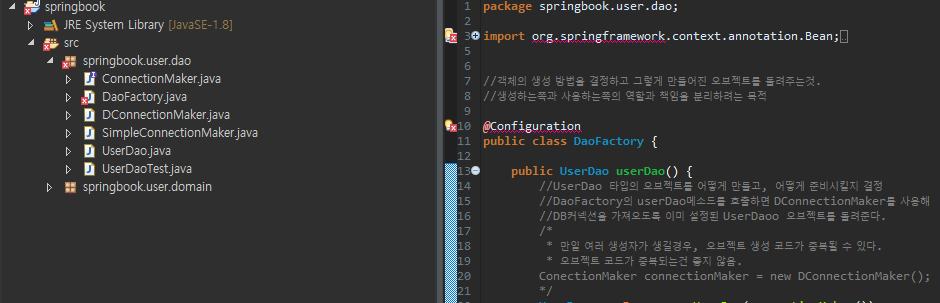 springbook
JRE System Library [JavaSE-1.8]
src
springbook.user.dao
ConnectionMaker.java
DaoFactory.java
DConnectionMaker.java
SimpleConnectionMaker.java
UserDao.java
UserDaoTest.java
springbook.user.domain
1 package springbook.user.dao;
2
3 import org.springframework.context.annotation.Bean;
5
6
7 //객체의 생성 방법을 결정하고 그렇게 만들어진 오브젝트를 돌려주는것.
8 //생성하는쪽과 사용하는쪽의 역할과 책임을 분리하려는 목적
9
10 @Configuration
11 public class DaoFactory {
12
13 public UserDao userDao() {
14 //UserDao 타입의 오브젝트를 어떻게 만들고, 어떻게 준비시킬지 결정
15 //DaoFactory의 userDao메소드를 호출하면 DConnectionMaker를 사용해
16 //DB커넥션을 가져오도록 이미 설정된 UserDaoo 오브젝트를 돌려준다.
17 /*
18 * 만일 여러 생성자가 생길경우, 오브젝트 생성 코드가 중복될 수 있다.
19 * 오브젝트 코드가 중복되는건 좋지 않음.
20 ConectionMaker connectionMaker = new DConnectionMaker();
21 */